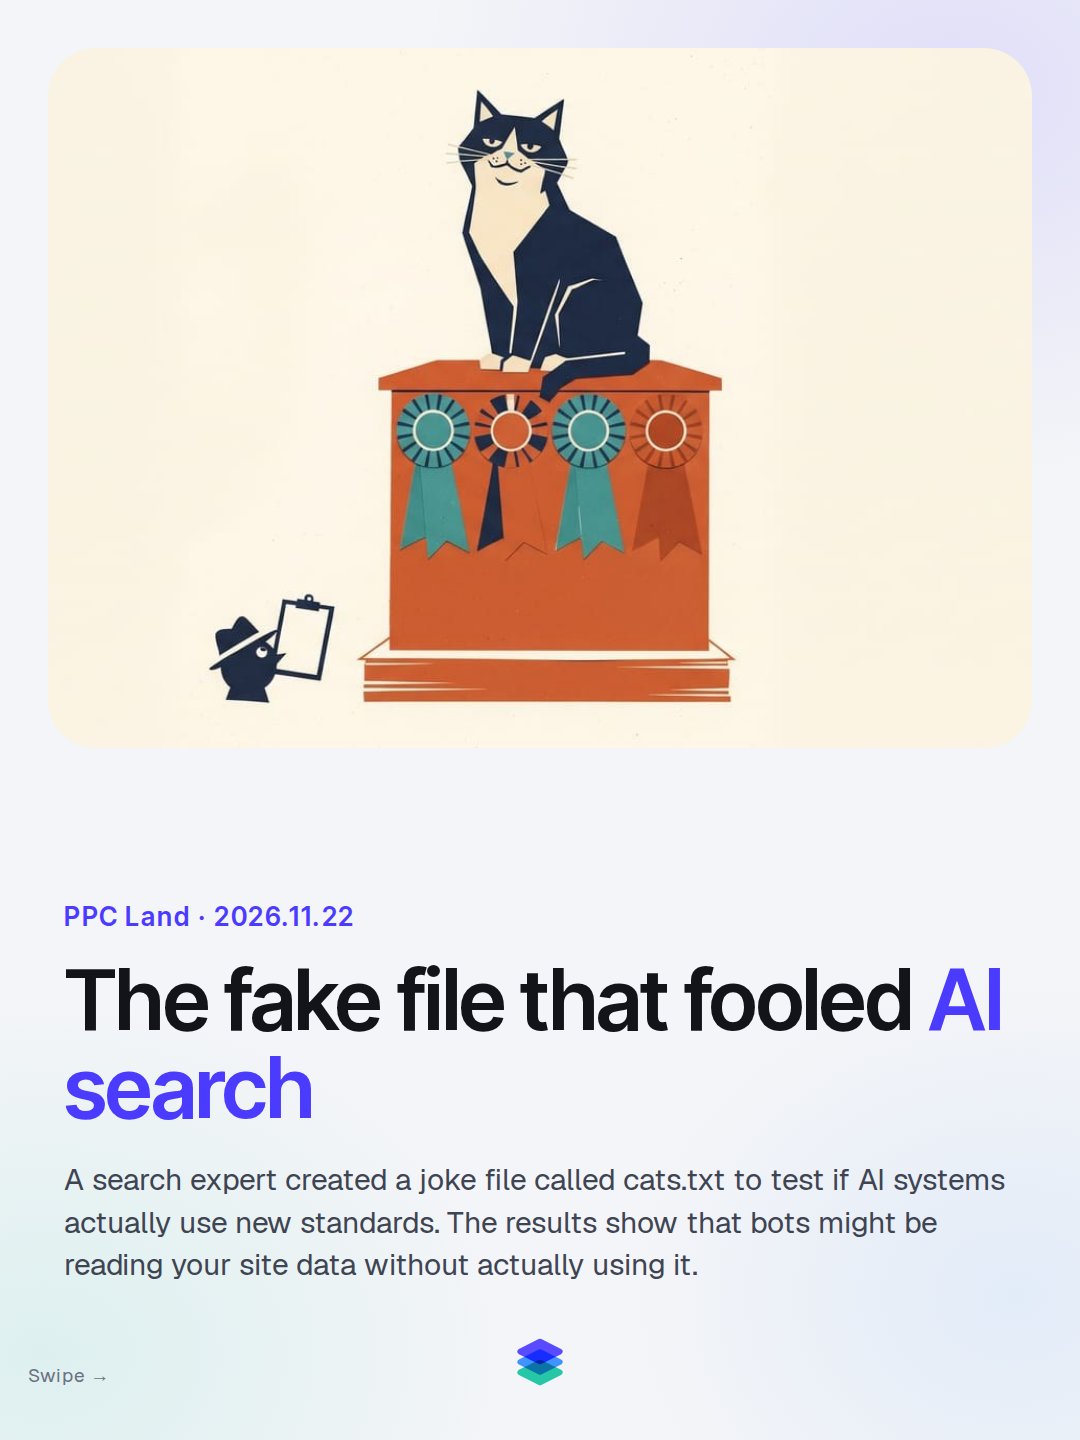 PPC Land · 2026.11.22
The fake file that fooled AI
search
A search expert created a joke file called cats.txt to test if AI systems
actually use new standards. The results show that bots might be
reading your site data without actually using it.
Swipe →